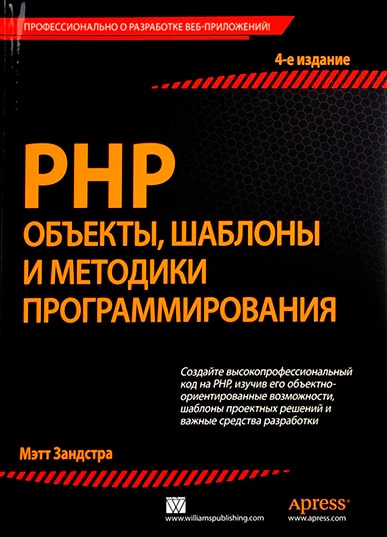 ПРОФЕССИОНАЛЬНО О РАЗРАБОТКЕ ВЕБ-ПРИЛОЖЕНИЙ!
4-е издание
PHP
ОБЪЕКТЫ, ШАБЛОНЫ
И МЕТОДИКИ
ПРОГРАММИРОВАНИЯ
Создайте высокопрофессиональный
код на PHP, изучив его объектно-
ориентированные возможности,
шаблоны проектных решений и
важные средства разработки
Мэтт Зандстра
www.williamspublishing.com
Apress®
www.apress.com